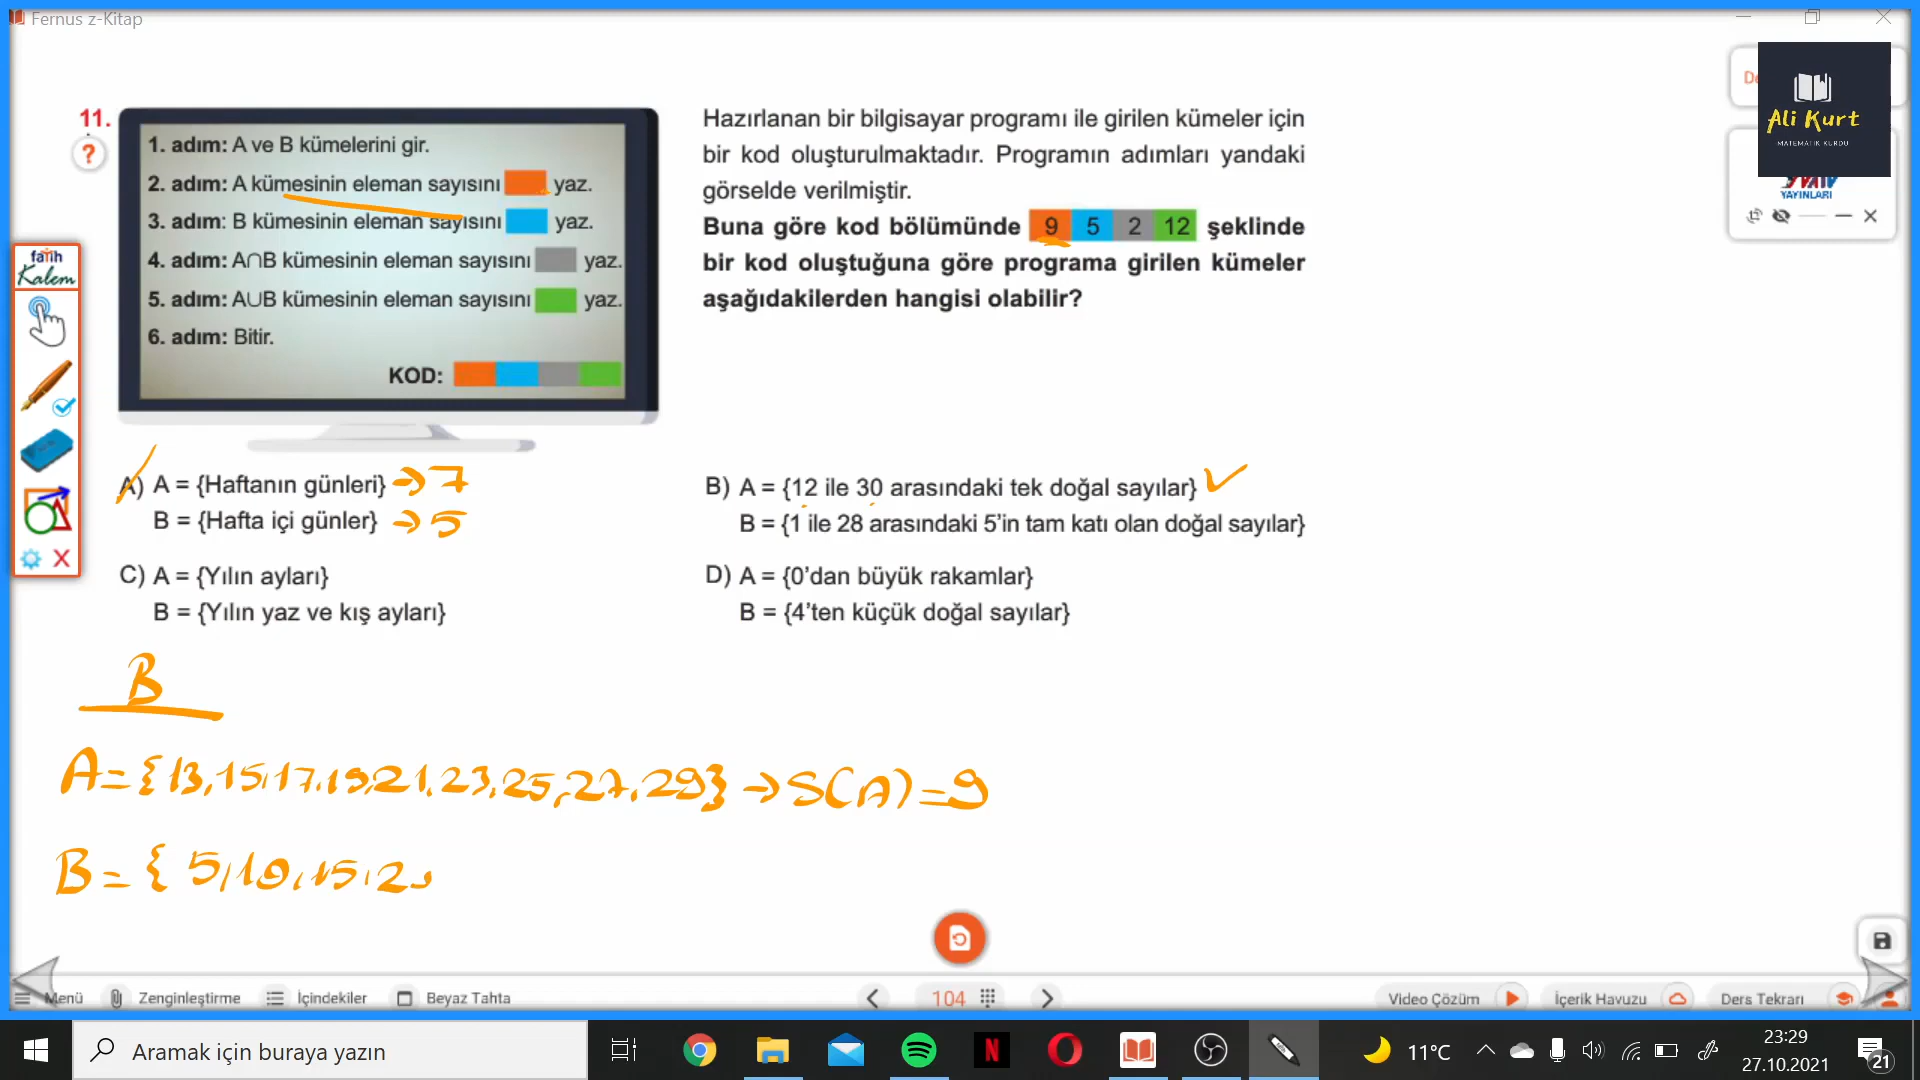 Fernus z-Kitap
Ali Kurt
MATEMATİK KURDU
YAYINLARI
11.
?
1. adım: A ve B kümelerini gir.
2. adım: A kümesinin eleman sayısını yaz.
3. adım: B kümesinin eleman sayısını yaz.
4. adım: A∩B kümesinin eleman sayısını yaz.
5. adım: A∪B kümesinin eleman sayısını yaz.
6. adım: Bitir.
KOD:
Hazırlanan bir bilgisayar programı ile girilen kümeler için
bir kod oluşturulmaktadır. Programın adımları yandaki
görselde verilmiştir.
Buna göre kod bölümünde 9 5 2 12 şeklinde
bir kod oluştuğuna göre programa girilen kümeler
aşağıdakilerden hangisi olabilir?
fatih
Kalem
A) A = {Haftanın günleri} → 7
B = {Hafta içi günler} → 5
B) A = {12 ile 30 arasındaki tek doğal sayılar} ✓
B = {1 ile 28 arasındaki 5'in tam katı olan doğal sayılar}
C) A = {Yılın ayları}
B = {Yılın yaz ve kış ayları}
D) A = {0'dan büyük rakamlar}
B = {4'ten küçük doğal sayılar}
B
A = {13, 15, 17, 19, 21, 23, 25, 27, 29} → S(A) = 9
B = { 5, 10, 15, 2
Menü Zenginleştirme İçindekiler Beyaz Tahta 104 Video Çözüm İçerik Havuzu Ders Tekrarı
Aramak için buraya yazın
11°C
23:29
27.10.2021
21